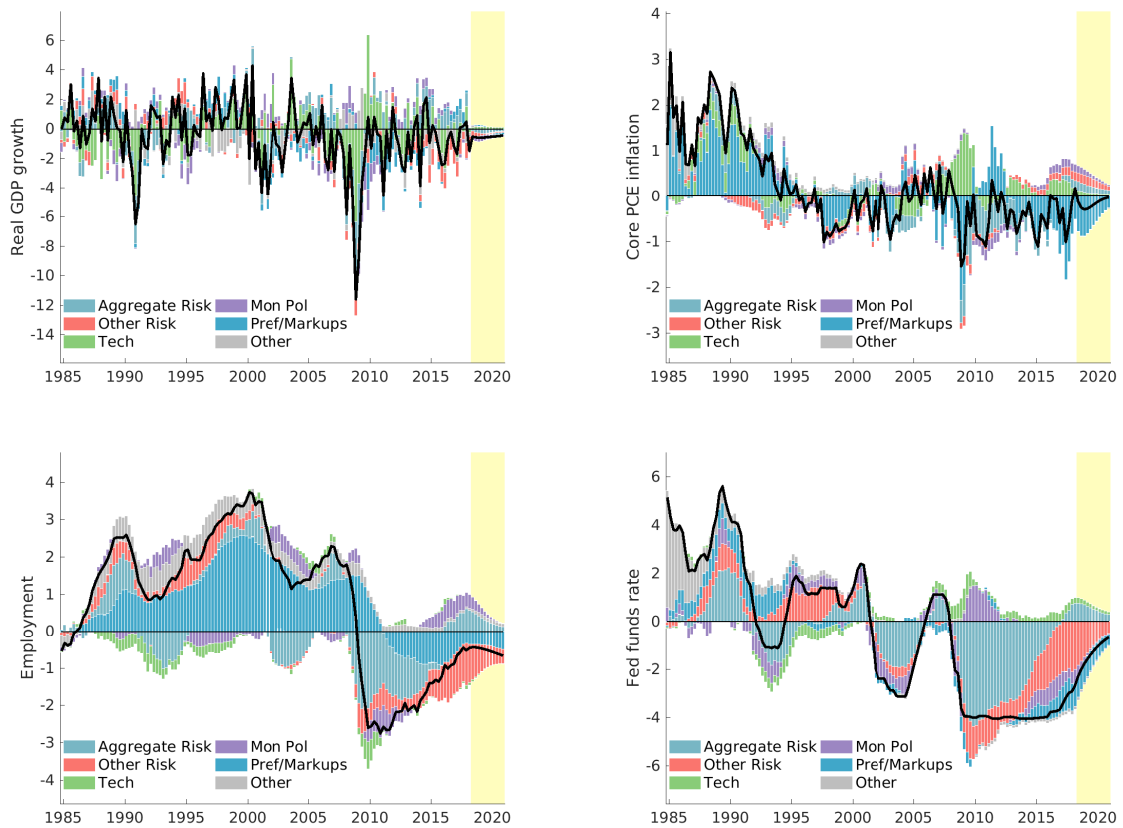 Real GDP growth
6
4
2
0
-2
-4
-6
-8
-10
-12
-14
Aggregate Risk Mon Pol
Other Risk Pref/Markups
Tech Other
1985 1990 1995 2000 2005 2010 2015 2020
Core PCE inflation
4
3
2
1
0
-1
-2
-3
Aggregate Risk Mon Pol
Other Risk Pref/Markups
Tech Other
1985 1990 1995 2000 2005 2010 2015 2020
Employment
4
3
2
1
0
-1
-2
-3
-4
Aggregate Risk Mon Pol
Other Risk Pref/Markups
Tech Other
1985 1990 1995 2000 2005 2010 2015 2020
Fed funds rate
6
4
2
0
-2
-4
-6
Aggregate Risk Mon Pol
Other Risk Pref/Markups
Tech Other
1985 1990 1995 2000 2005 2010 2015 2020